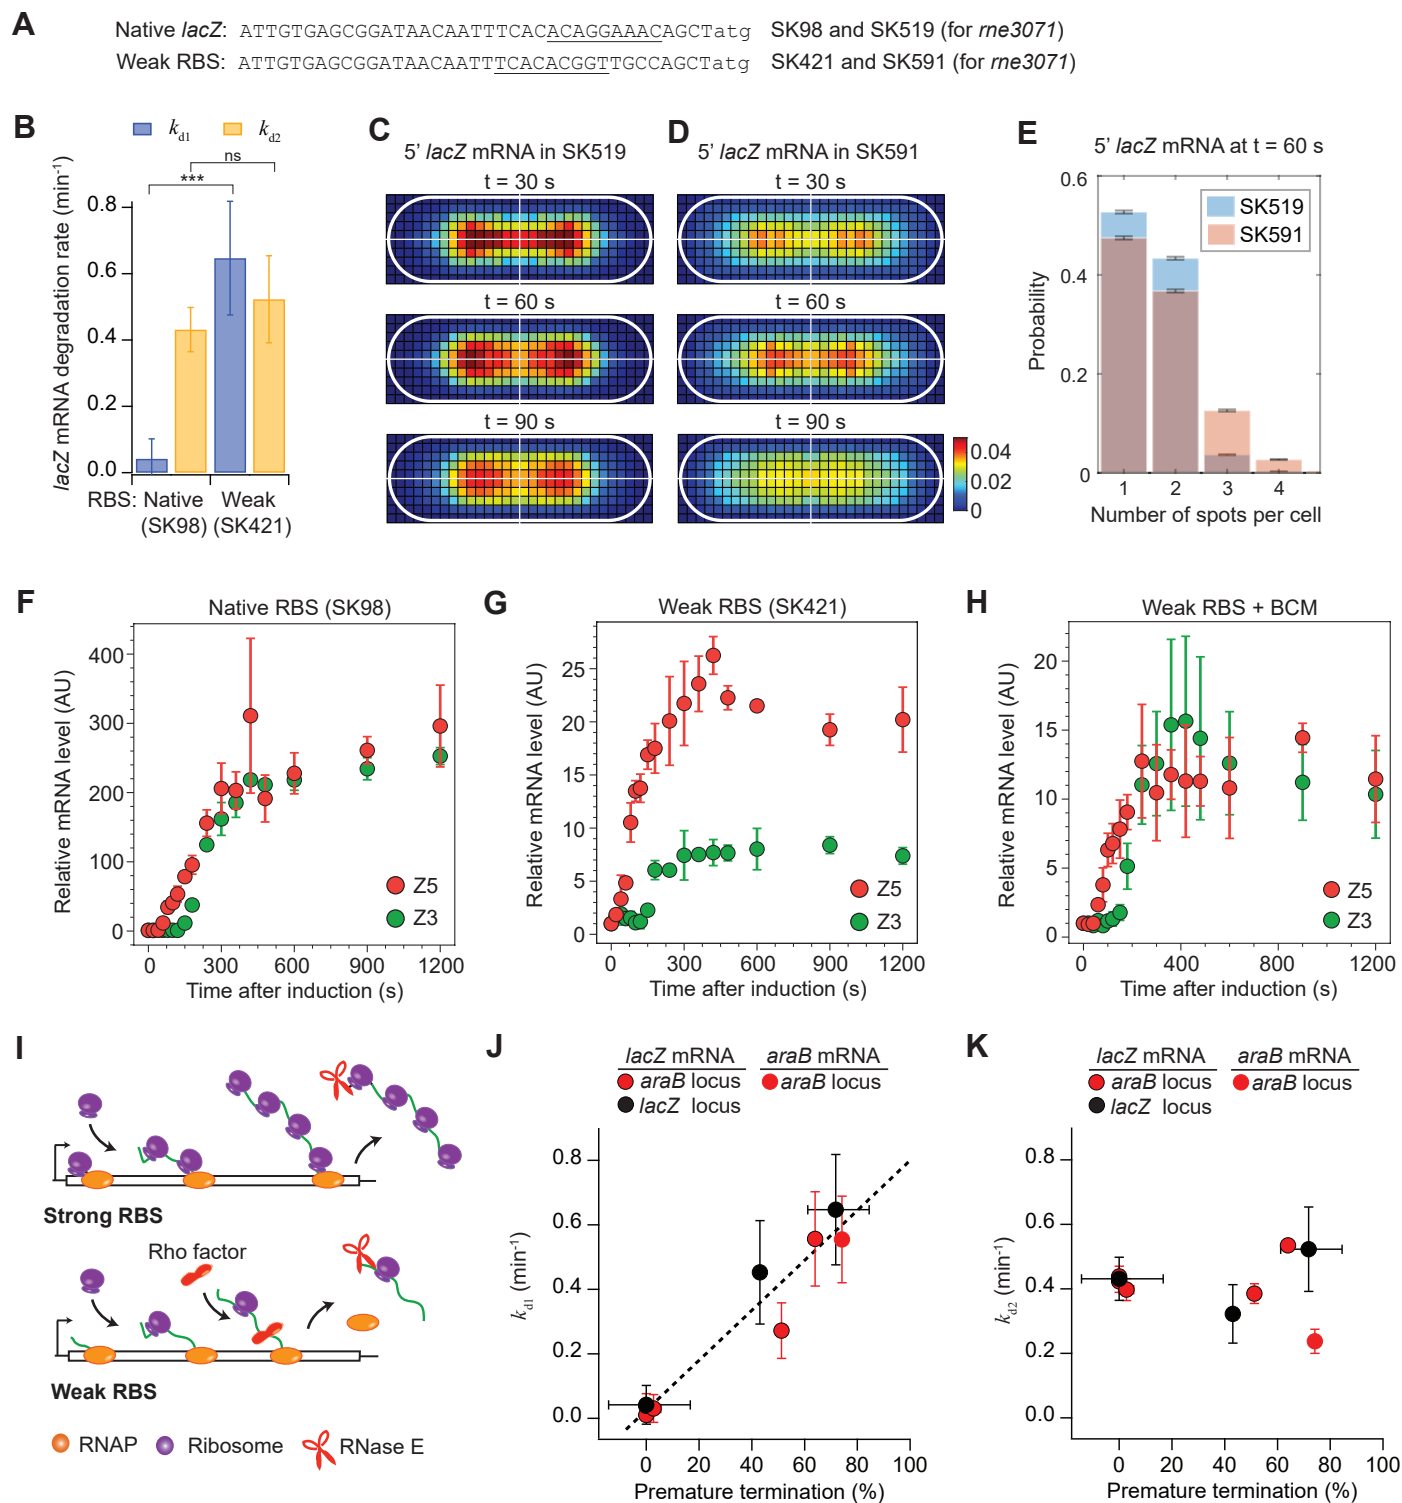 A
Native lacZ: ATTGTGAGCGGATAACAATTTCACACAGGAAACAGCTatg SK98 and SK519 (for rne3071)
Weak RBS: ATTGTGAGCGGATAACAATTTCACACGGTTGCCAGCTatg SK421 and SK591 (for rne3071)
B
kd1 kd2
ns
***
lacZ mRNA degradation rate (min-1)
0.8
0.6
0.4
0.2
0.0
RBS: Native Weak
(SK98) (SK421)
C
5' lacZ mRNA in SK519
t = 30 s
t = 60 s
t = 90 s
D
5' lacZ mRNA in SK591
t = 30 s
t = 60 s
t = 90 s
0.04
0.02
0
E
5' lacZ mRNA at t = 60 s
0.6
0.4
0.2
0
Probability
SK519
SK591
1 2 3 4
Number of spots per cell
F
Native RBS (SK98)
Relative mRNA level (AU)
400
300
200
100
0
Z5
Z3
0 300 600 900 1200
Time after induction (s)
G
Weak RBS (SK421)
Relative mRNA level (AU)
25
20
15
10
5
0
Z5
Z3
0 300 600 900 1200
Time after induction (s)
H
Weak RBS + BCM
Relative mRNA level (AU)
20
15
10
5
0
Z5
Z3
0 400 800 1200
Time after induction (s)
I
Strong RBS
Rho factor
Weak RBS
RNAP Ribosome RNase E
J
lacZ mRNA araB mRNA
araB locus araB locus
lacZ locus
kd1 (min-1)
0.8
0.6
0.4
0.2
0.0
0 20 40 60 80 100
Premature termination (%)
K
lacZ mRNA araB mRNA
araB locus araB locus
lacZ locus
kd2 (min-1)
0.8
0.6
0.4
0.2
0.0
0 20 40 60 80 100
Premature termination (%)